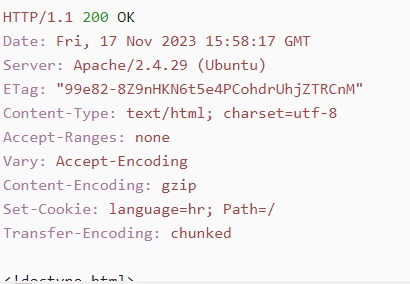 HTTP/1.1 200 OK
Date: Fri, 17 Nov 2023 15:58:17 GMT
Server: Apache/2.4.29 (Ubuntu)
ETag: "99e82-8Z9nHKN6t5e4PCohdrUhjZTRCnM"
Content-Type: text/html; charset=utf-8
Accept-Ranges: none
Vary: Accept-Encoding
Content-Encoding: gzip
Set-Cookie: language=hr; Path=/
Transfer-Encoding: chunked
<!doctype html>